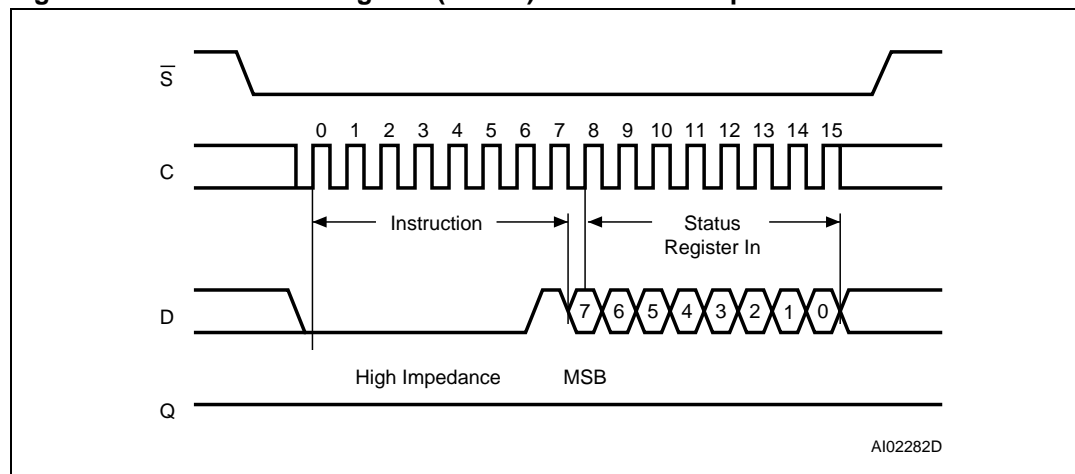 S
0 1 2 3 4 5 6 7 8 9 10 11 12 13 14 15
C
Instruction
Status
Register In
D
7 6 5 4 3 2 1 0
High Impedance
MSB
Q
AI02282D